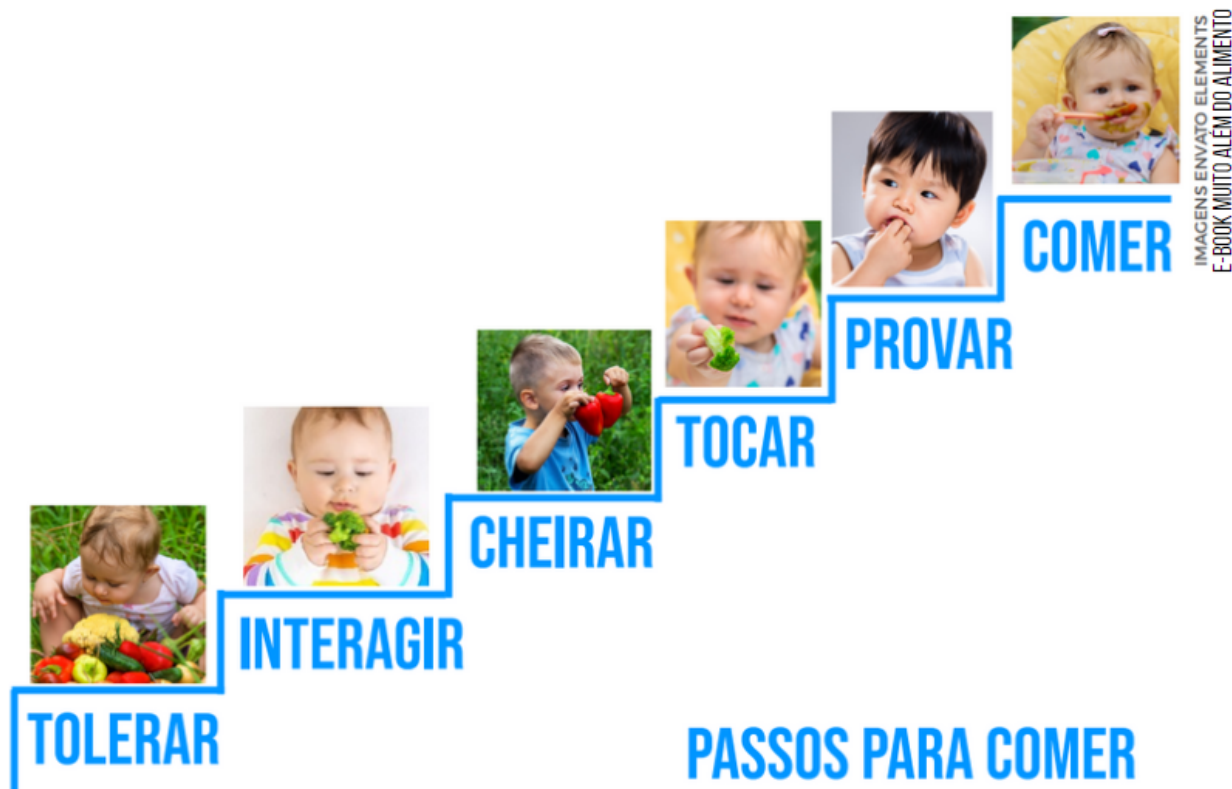 TOLERAR
INTERAGIR
CHEIRAR
TOCAR
PROVAR
COMER
PASSOS PARA COMER
IMAGENS ENVATO ELEMENTS
E-BOOK MUITO ALÉM DO ALIMENTO